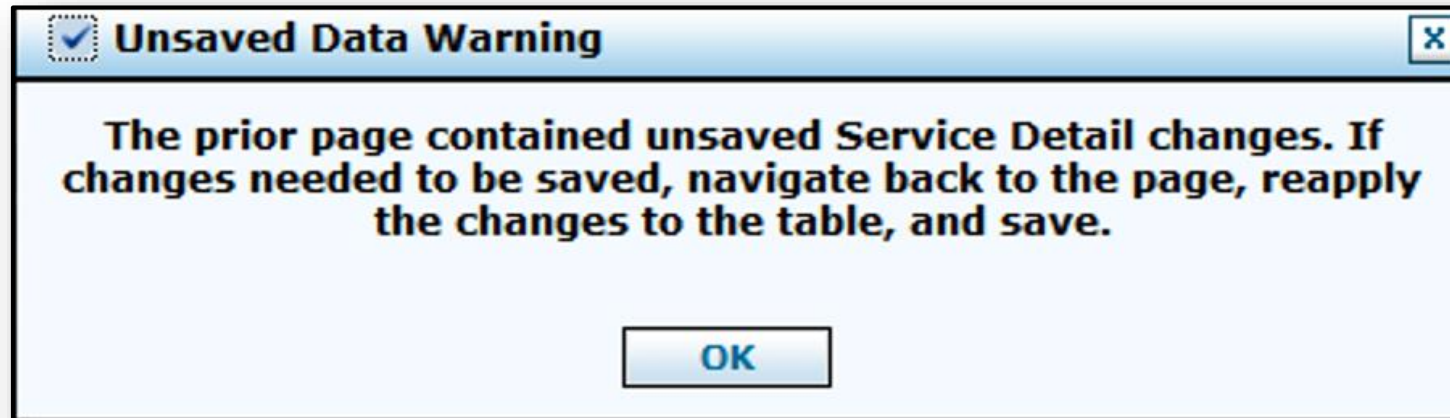 Unsaved Data Warning
The prior page contained unsaved Service Detail changes. If
changes needed to be saved, navigate back to the page, reapply
the changes to the table, and save.
OK